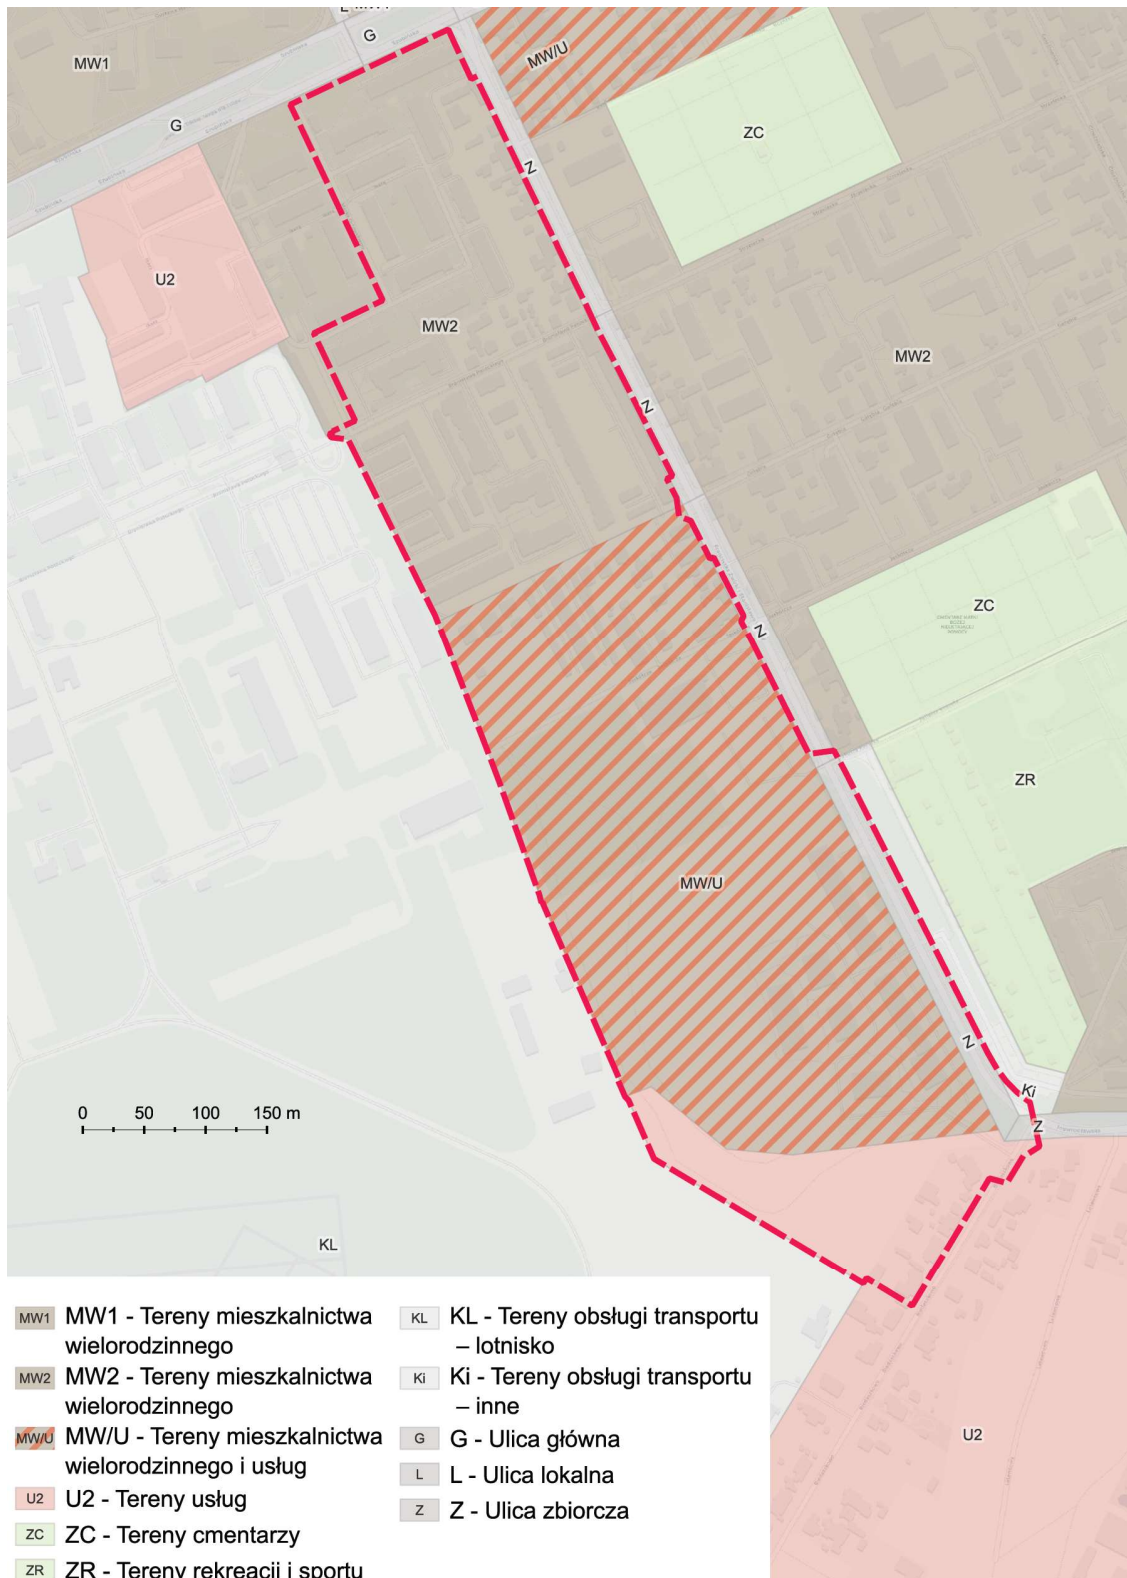 G
MW1
MW/U
G
ZC
Z
U2
MW2
MW2
Z
ZC
Z
ZR
MW/U
Z
Ki
Z
0 50 100 150 m
KL
U2
MW1 MW1 - Tereny mieszkalnictwa
wielorodzinnego
MW2 MW2 - Tereny mieszkalnictwa
wielorodzinnego
MW/U MW/U - Tereny mieszkalnictwa
wielorodzinnego i usług
U2 U2 - Tereny usług
ZC ZC - Tereny cmentarzy
ZR ZR - Tereny rekreacji i sportu
KL KL - Tereny obsługi transportu
– lotnisko
Ki Ki - Tereny obsługi transportu
– inne
G G - Ulica główna
L L - Ulica lokalna
Z Z - Ulica zbiorcza